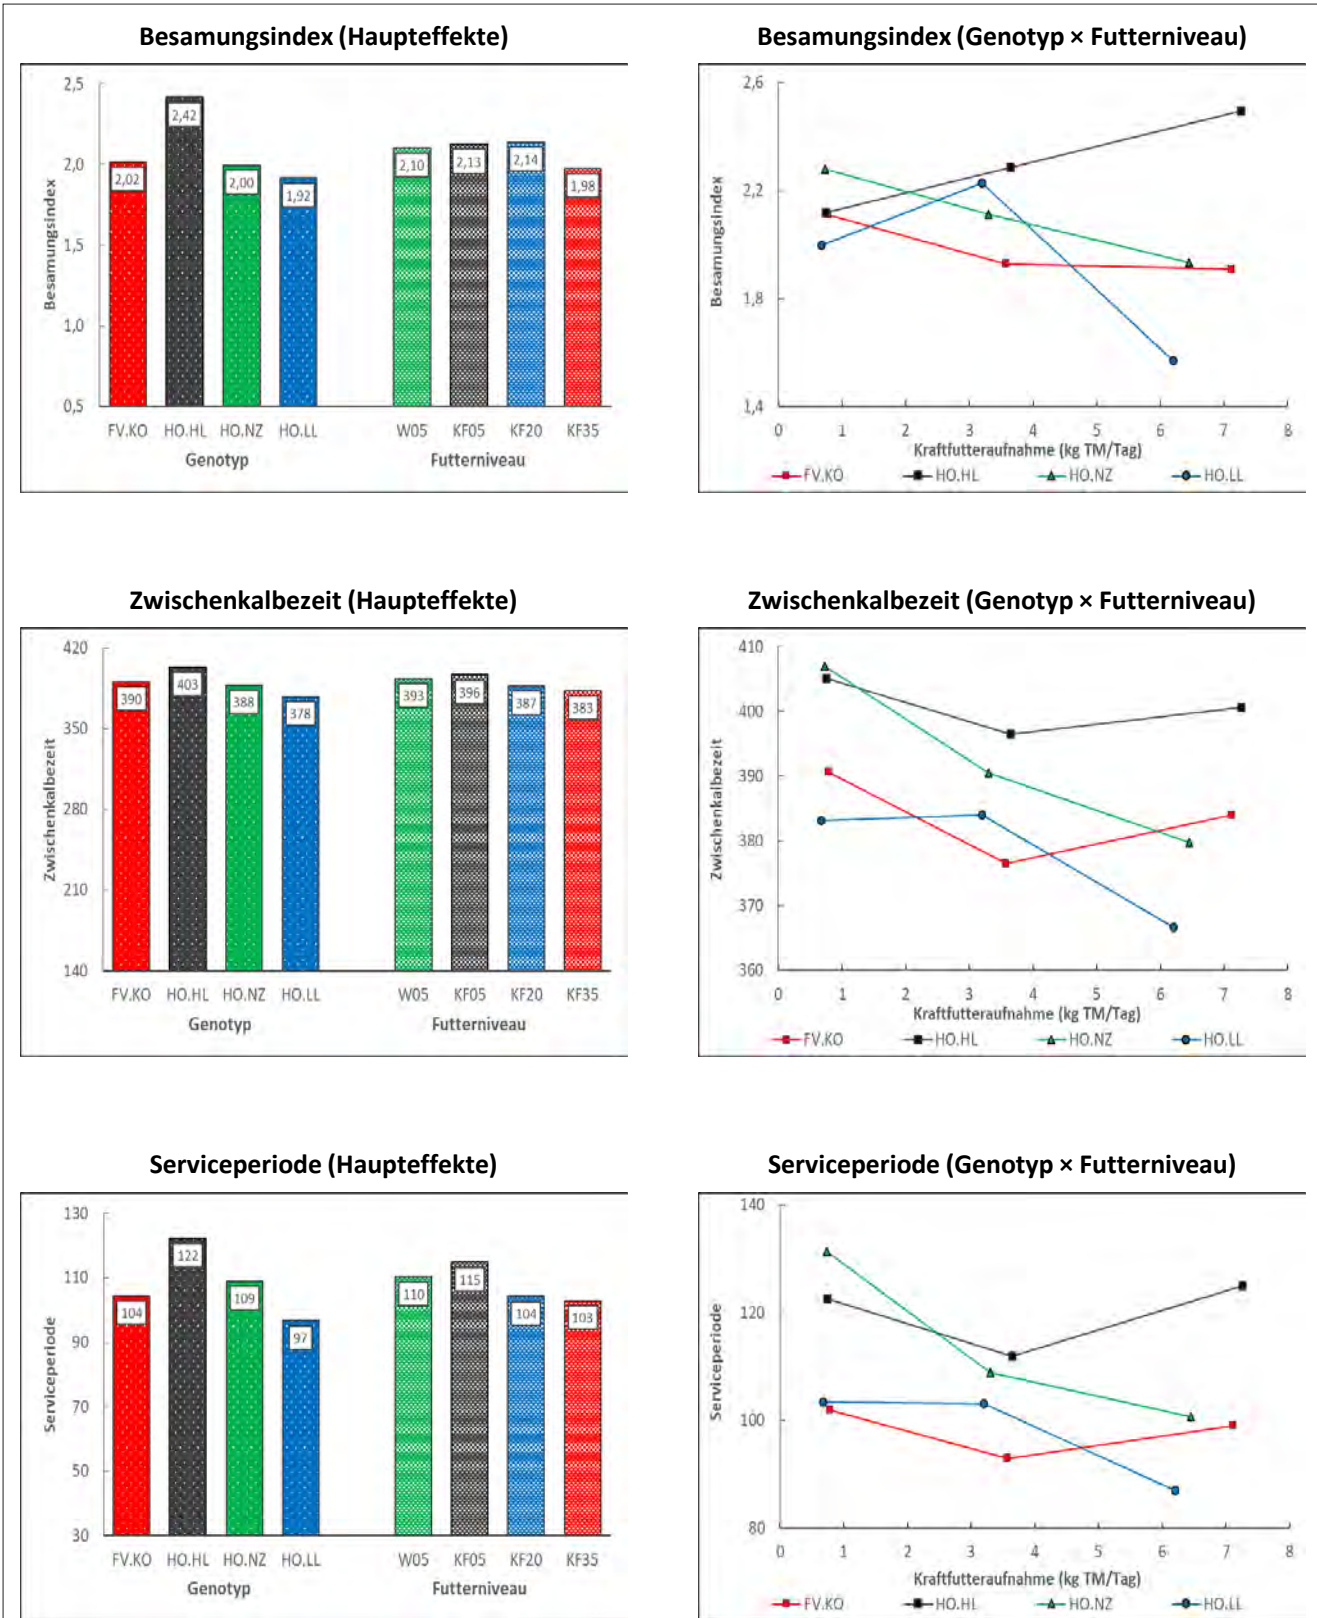 Besamungsindex (Haupteffekte)
2,5
2,0
1,5
1,0
0,5
Besamungsindex
2,02
2,42
2,00
1,92
2,10
2,13
2,14
1,98
FV.KO HO.HL HO.NZ HO.LL W05 KF05 KF20 KF35
Genotyp Futterniveau
Besamungsindex (Genotyp × Futterniveau)
2,6
2,2
1,8
1,4
Besamungsindex
0 1 2 3 4 5 6 7 8
Kraftfutteraufnahme (kg TM/Tag)
FV.KO HO.HL HO.NZ HO.LL
Zwischenkalbezeit (Haupteffekte)
420
350
280
210
140
Zwischenkalbezeit
390
403
388
378
393
396
387
383
FV.KO HO.HL HO.NZ HO.LL W05 KF05 KF20 KF35
Genotyp Futterniveau
Zwischenkalbezeit (Genotyp × Futterniveau)
410
400
390
380
370
360
Zwischenkalbezeit
0 1 2 3 4 5 6 7 8
Kraftfutteraufnahme (kg TM/Tag)
FV.KO HO.HL HO.NZ HO.LL
Serviceperiode (Haupteffekte)
130
110
90
70
50
30
Serviceperiode
104
122
109
97
110
115
104
103
FV.KO HO.HL HO.NZ HO.LL W05 KF05 KF20 KF35
Genotyp Futterniveau
Serviceperiode (Genotyp × Futterniveau)
140
120
100
80
Serviceperiode
0 1 2 3 4 5 6 7 8
Kraftfutteraufnahme (kg TM/Tag)
FV.KO HO.HL HO.NZ HO.LL